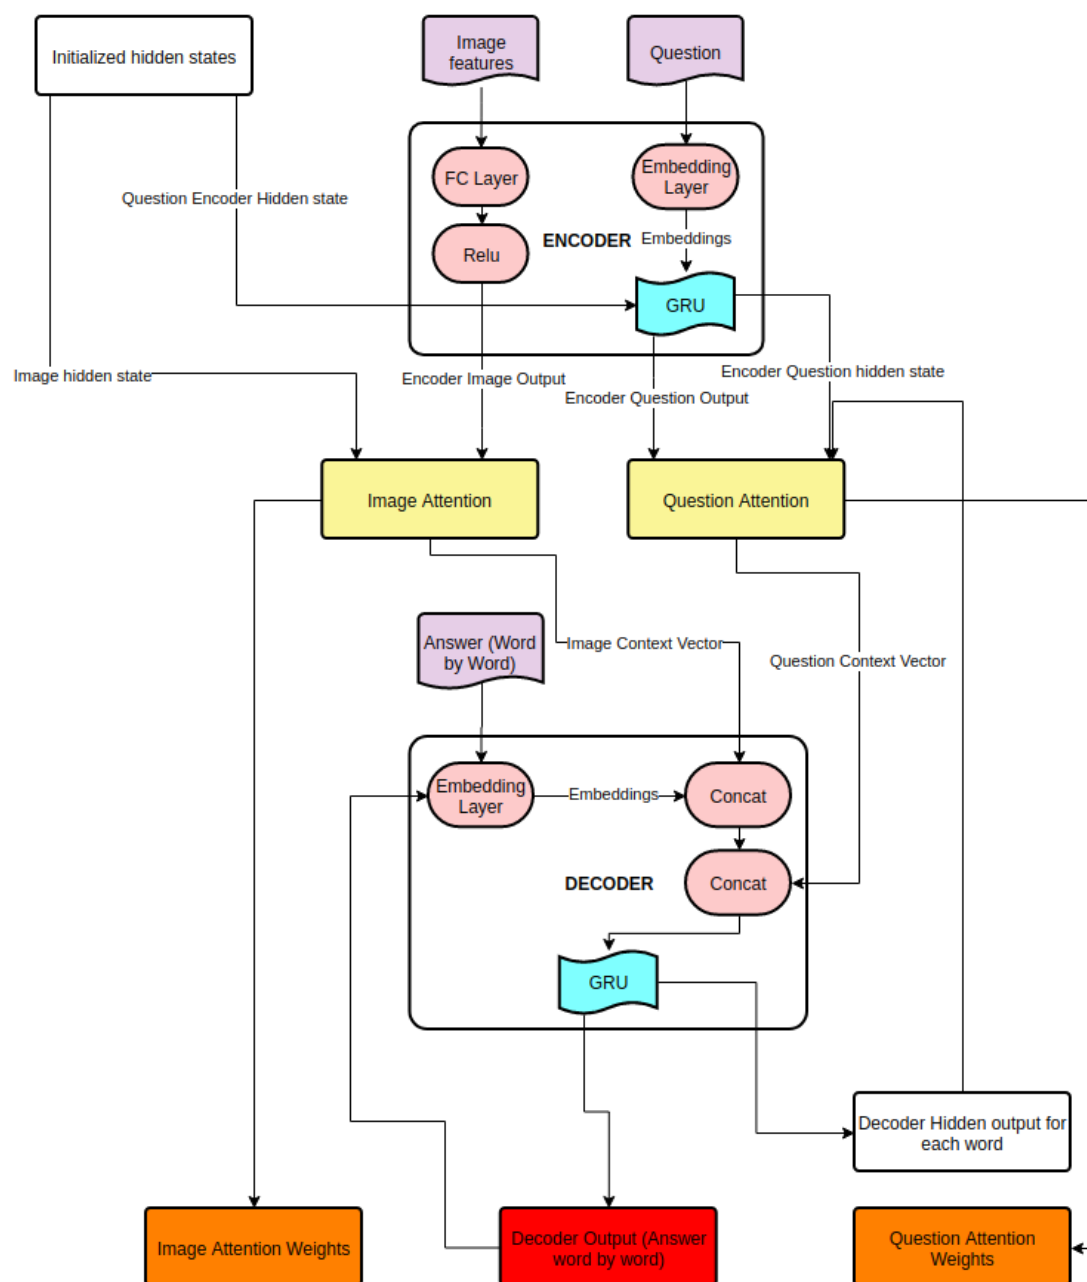 Initialized hidden states
Image
features
Question
FC Layer
Embedding
Layer
Question Encoder Hidden state
ENCODER
Embeddings
Relu
GRU
Image hidden state
Encoder Image Output
Encoder Question hidden state
Encoder Question Output
Image Attention
Question Attention
Answer (Word
by Word)
Image Context Vector
Question Context Vector
Embedding
Layer
Embeddings
Concat
DECODER
Concat
GRU
Decoder Hidden output for
each word
Image Attention Weights
Decoder Output (Answer
word by word)
Question Attention
Weights